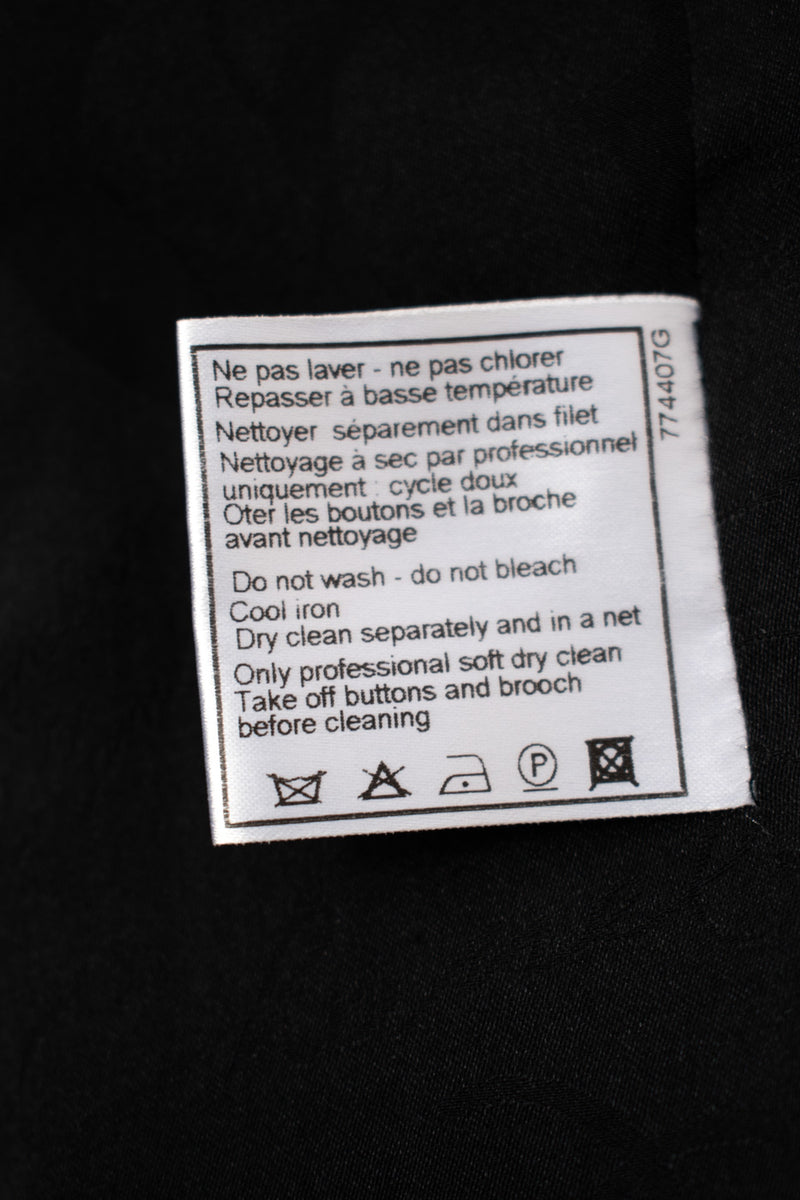 Ne pas laver - ne pas chlorer
Repasser à basse température
Nettoyer séparement dans filet
Nettoyage à sec par professionnel
uniquement : cycle doux
Oter les boutons et la broche
avant nettoyage
Do not wash - do not bleach
Cool iron
Dry clean separately and in a net
Only professional soft dry clean
Take off buttons and brooch
before cleaning
P
774407G